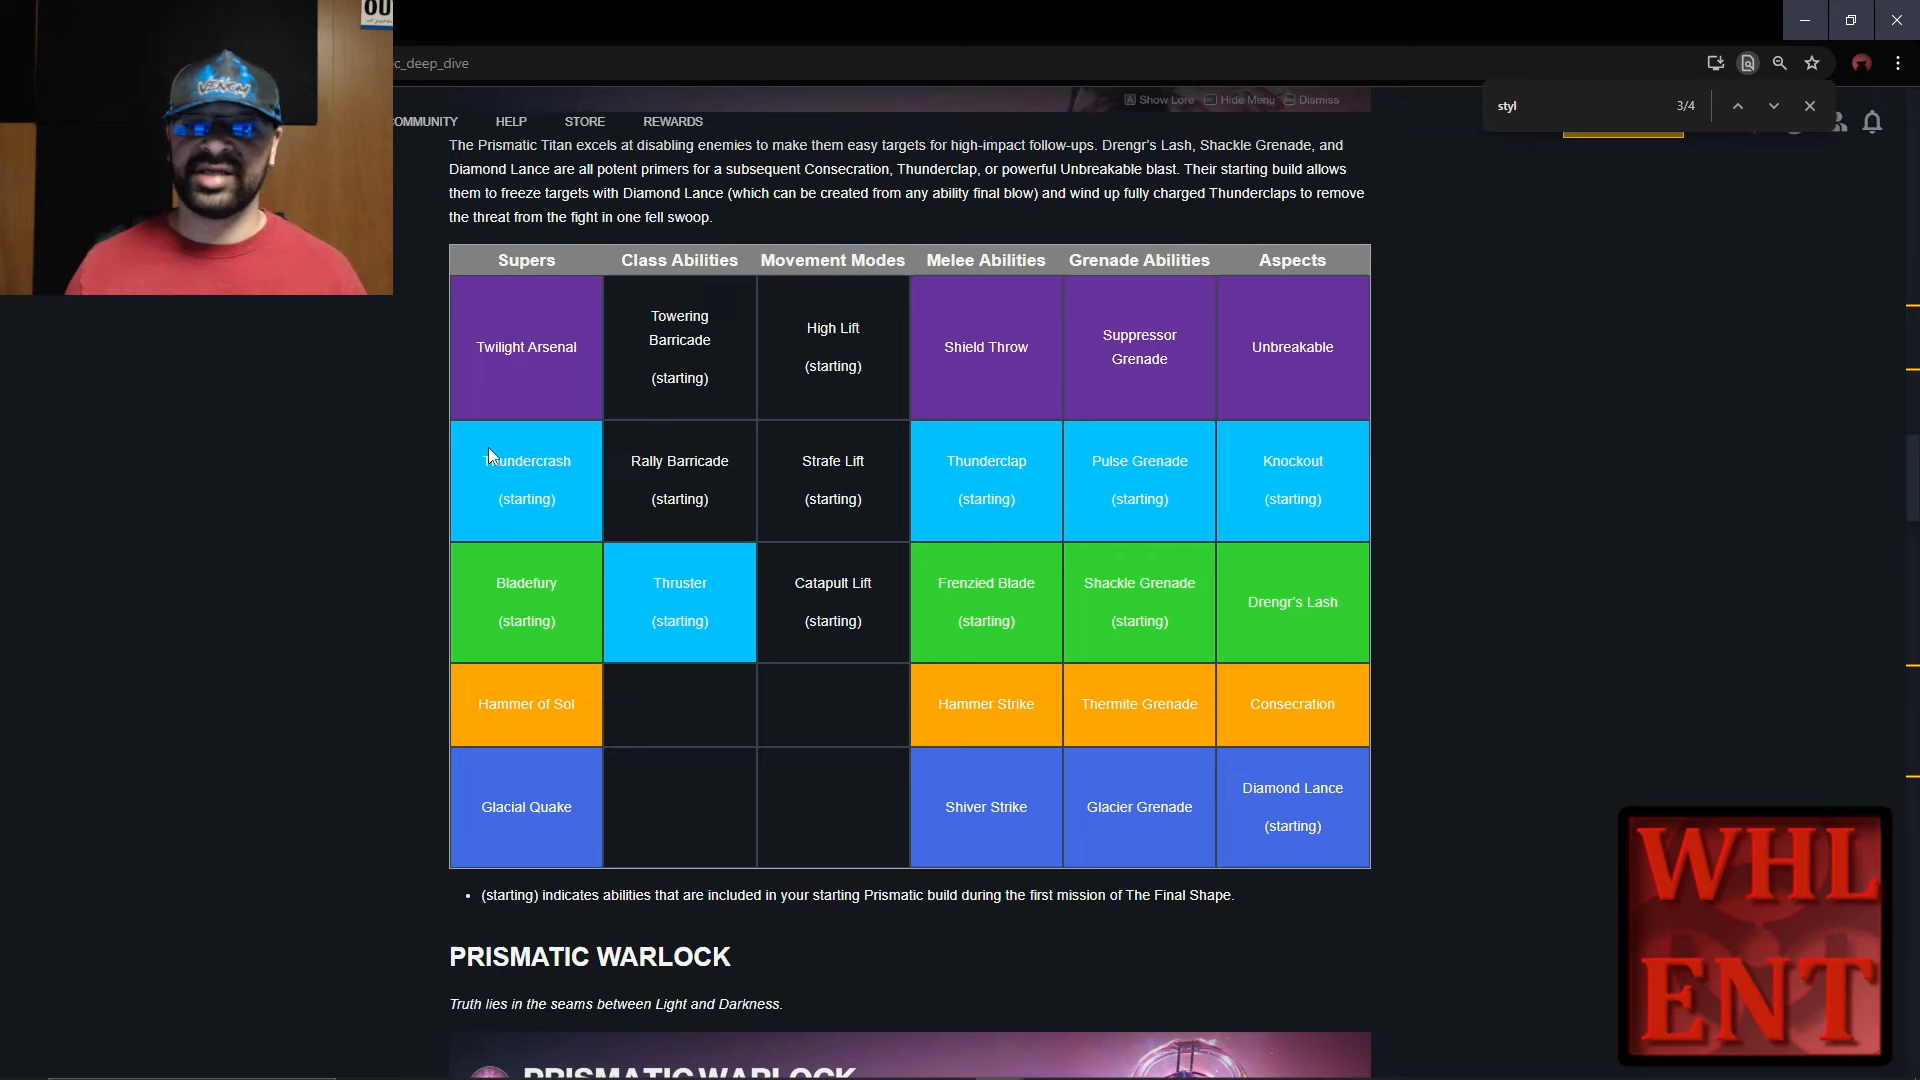 OU
VENOM
c_deep_dive
styl
3/4
Show Lore
Hide Menu
Dismiss
OMMUNITY
HELP
STORE
REWARDS
The Prismatic Titan excels at disabling enemies to make them easy targets for high-impact follow-ups. Drengr's Lash, Shackle Grenade, and
Diamond Lance are all potent primers for a subsequent Consecration, Thunderclap, or powerful Unbreakable blast. Their starting build allows
them to freeze targets with Diamond Lance (which can be created from any ability final blow) and wind up fully charged Thunderclaps to remove
the threat from the fight in one fell swoop.
Supers Class Abilities Movement Modes Melee Abilities Grenade Abilities Aspects
Twilight Arsenal
Towering
Barricade
(starting)
High Lift
(starting)
Shield Throw
Suppressor
Grenade
Unbreakable
Thundercrash
(starting)
Rally Barricade
(starting)
Strafe Lift
(starting)
Thunderclap
(starting)
Pulse Grenade
(starting)
Knockout
(starting)
Bladefury
(starting)
Thruster
(starting)
Catapult Lift
(starting)
Frenzied Blade
(starting)
Shackle Grenade
(starting)
Drengr's Lash
Hammer of Sol
Hammer Strike
Thermite Grenade
Consecration
Glacial Quake
Shiver Strike
Glacier Grenade
Diamond Lance
(starting)
• (starting) indicates abilities that are included in your starting Prismatic build during the first mission of The Final Shape.
PRISMATIC WARLOCK
Truth lies in the seams between Light and Darkness.
PRISMATIC WARLOCK
WHL
ENT